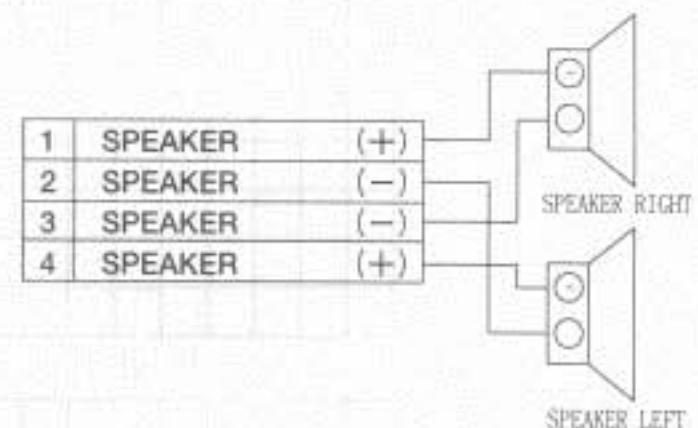 1 SPEAKER (+)
2 SPEAKER (−)
3 SPEAKER (−)
4 SPEAKER (+)
SPEAKER RIGHT
SPEAKER LEFT